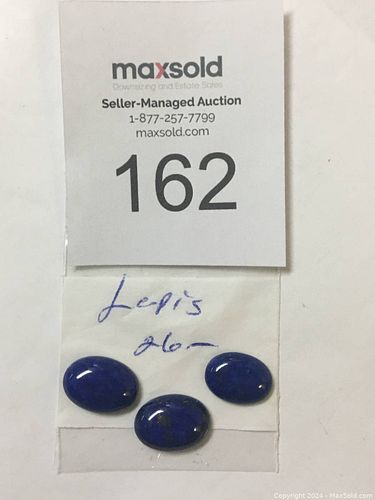 maxsold
Downsizing and Estate Sales
Seller-Managed Auction
1-877-257-7799
maxsold.com
162
Lapis
26-
Copyright 2024 - MaxSold.com